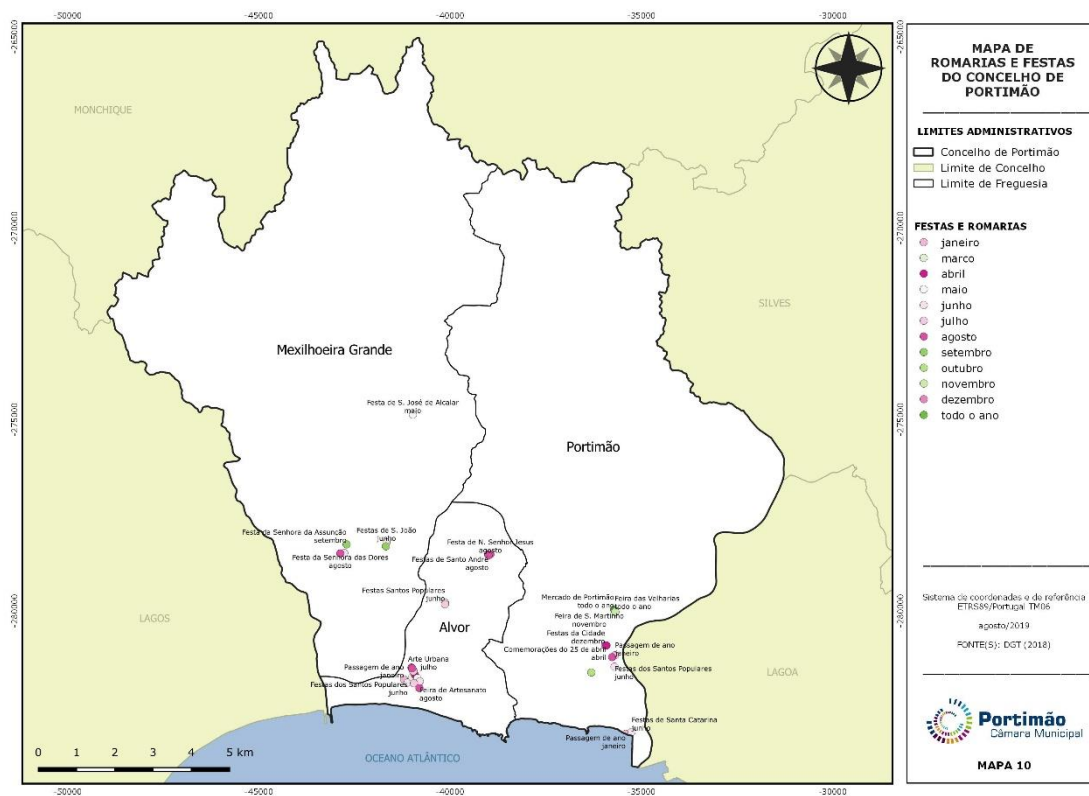 -50000
-45000
-40000
-35000
-30000
-265000
-265000
-270000
-270000
-275000
-275000
-280000
-280000
MONCHIQUE
SILVES
LAGOS
LAGOA
Mexilhoeira Grande
Portimão
Alvor
Festa de S. José de Alcalar
maio
Festa da Senhora da Assunção
setembro
Festas de S. João
junho
Festa da Senhora das Dores
agosto
Festa de N. Senhor Jesus
agosto
Festas de Santo André
agosto
Festas Santos Populares
junho
Mercado de Portimão
todo o ano
Feira das Velharias
todo o ano
Feira de S. Martinho
novembro
Festas da Cidade
dezembro
Passagem de ano
janeiro
Comemorações do 25 de abril
abril
Festas dos Santos Populares
junho
Arte Urbana
julho
Passagem de ano
janeiro
Festas dos Santos Populares
junho
Feira de Artesanato
agosto
Festas de Santa Catarina
junho
Passagem de ano
janeiro
0 1 2 3 4 5 km
OCEANO ATLÂNTICO
-50000
-45000
-40000
-35000
-30000
MAPA DE
ROMARIAS E FESTAS
DO CONCELHO DE
PORTIMÃO
LIMITES ADMINISTRATIVOS
Concelho de Portimão
Limite de Concelho
Limite de Freguesia
FESTAS E ROMARIAS
janeiro
marco
abril
maio
junho
julho
agosto
setembro
outubro
novembro
dezembro
todo o ano
Sistema de coordenadas e de referência
ETRS89/Portugal TM06
agosto/2019
FONTE(S): DGT (2018)
Portimão
Câmara Municipal
MAPA 10